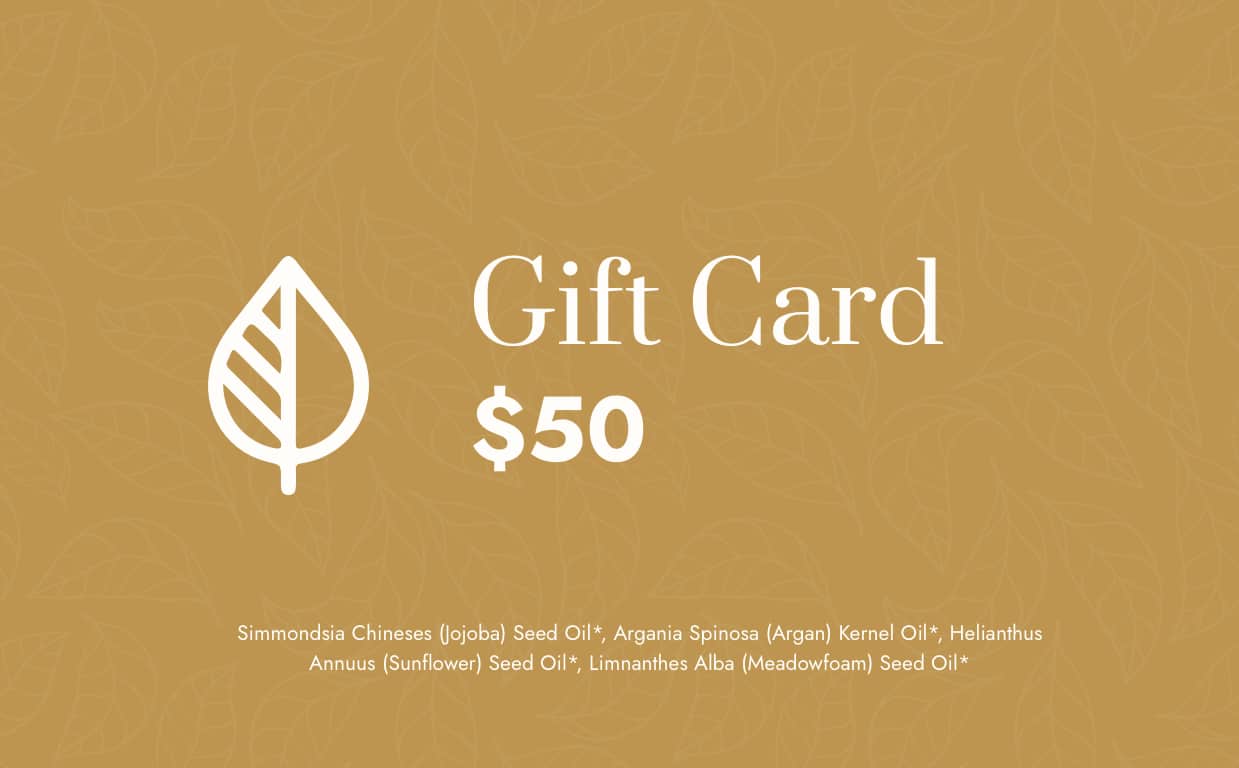 Gift Card
$50
Simmondsia Chineses (Jojoba) Seed Oil*, Argania Spinosa (Argan) Kernel Oil*, Helianthus
Annuus (Sunflower) Seed Oil*, Limnanthes Alba (Meadowfoam) Seed Oil*